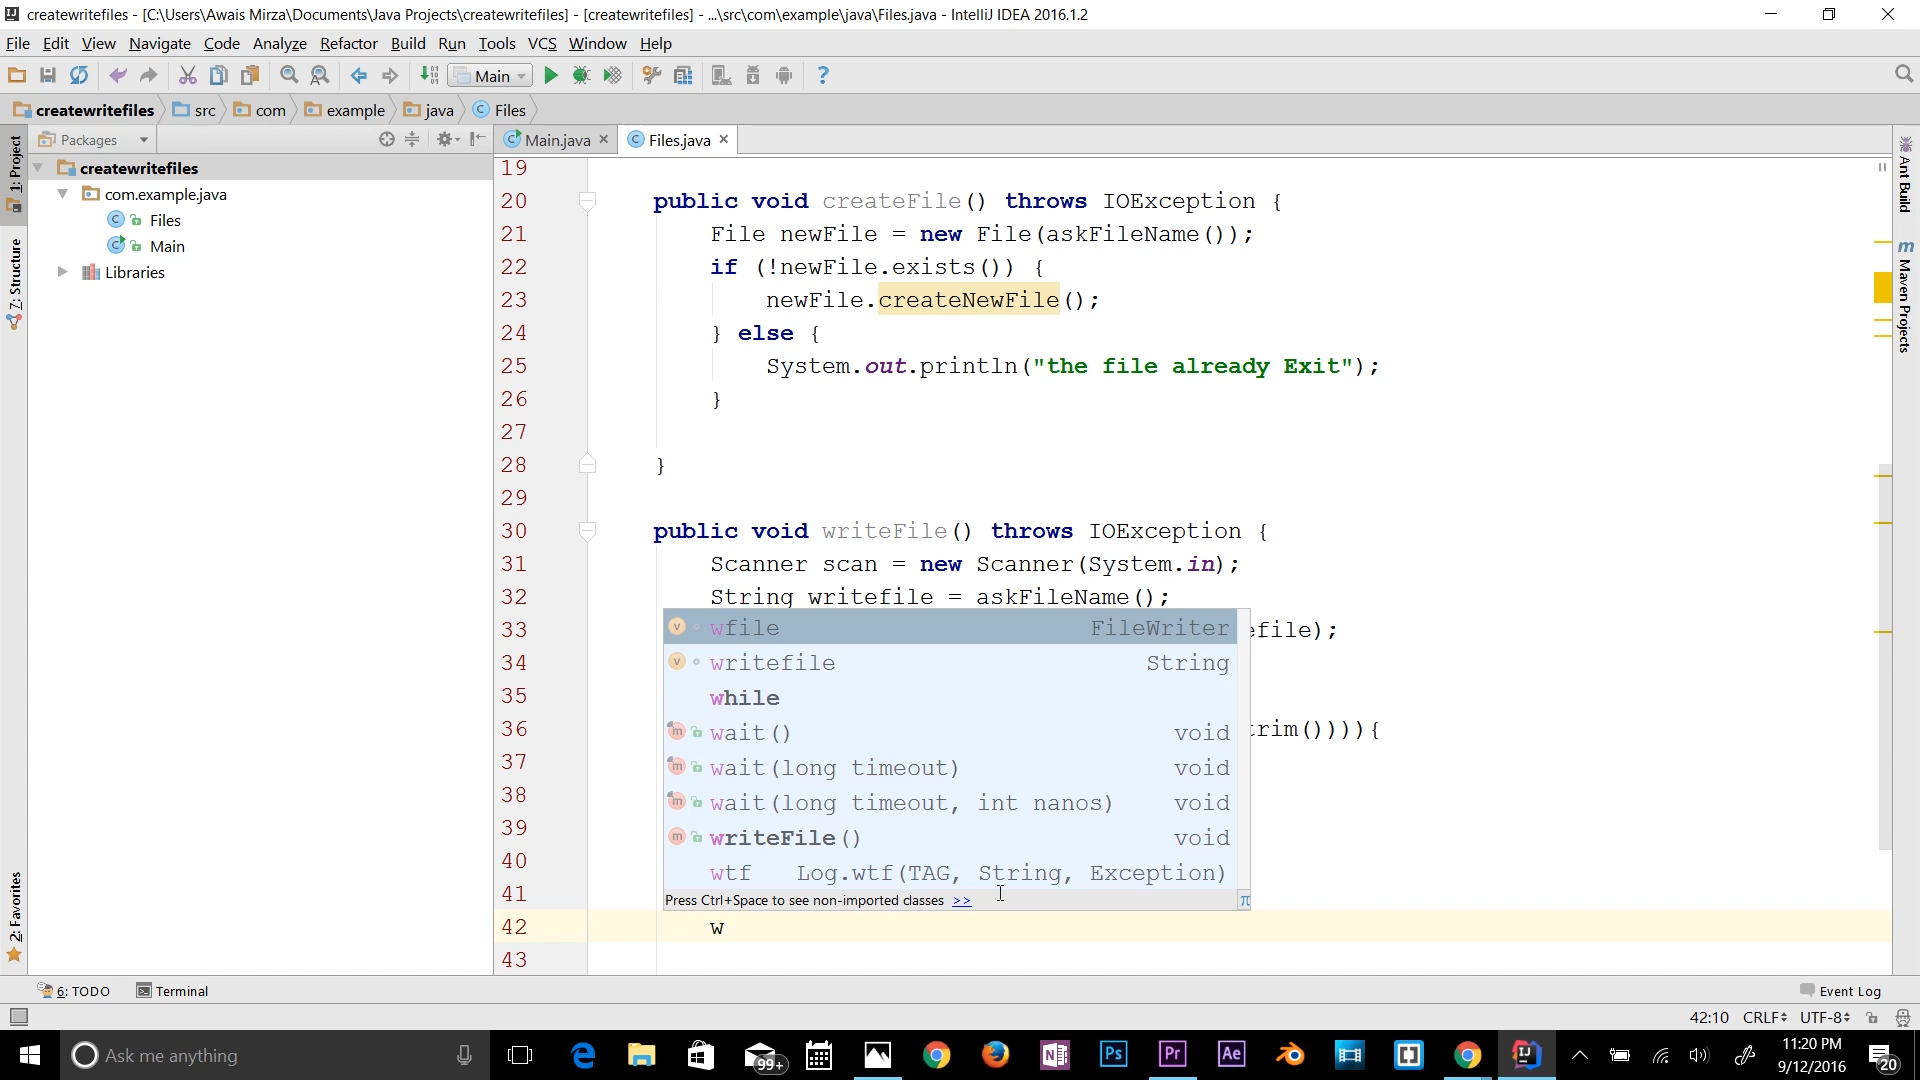 createwritefiles - [C:\Users\Awais Mirza\Documents\Java Projects\createwritefiles] - [createwritefiles] - ...\src\com\example\java\Files.java - IntelliJ IDEA 2016.1.2
File Edit View Navigate Code Analyze Refactor Build Run Tools VCS Window Help
Main
createwritefiles src com example java Files
Packages
Main.java
Files.java
1: Project
7: Structure
2: Favorites
createwritefiles
com.example.java
Files
Main
Libraries
19
20 public void createFile() throws IOException {
21 File newFile = new File(askFileName());
22 if (!newFile.exists()) {
23 newFile.createNewFile();
24 } else {
25 System.out.println("the file already Exit");
26 }
27
28 }
29
30 public void writeFile() throws IOException {
31 Scanner scan = new Scanner(System.in);
32 String writefile = askFileName();
33 efile);
34
35
36 trim()))){
37
38
39
40
41
42 w
43
wfile FileWriter
writefile String
while
wait() void
wait(long timeout) void
wait(long timeout, int nanos) void
writeFile() void
wtf Log.wtf(TAG, String, Exception)
Press Ctrl+Space to see non-imported classes >> π
Ant Build
m Maven Projects
6: TODO Terminal Event Log
42:10 CRLF UTF-8
Ask me anything
99+
Ps
Pr
Ae
IJ
11:20 PM
9/12/2016
20